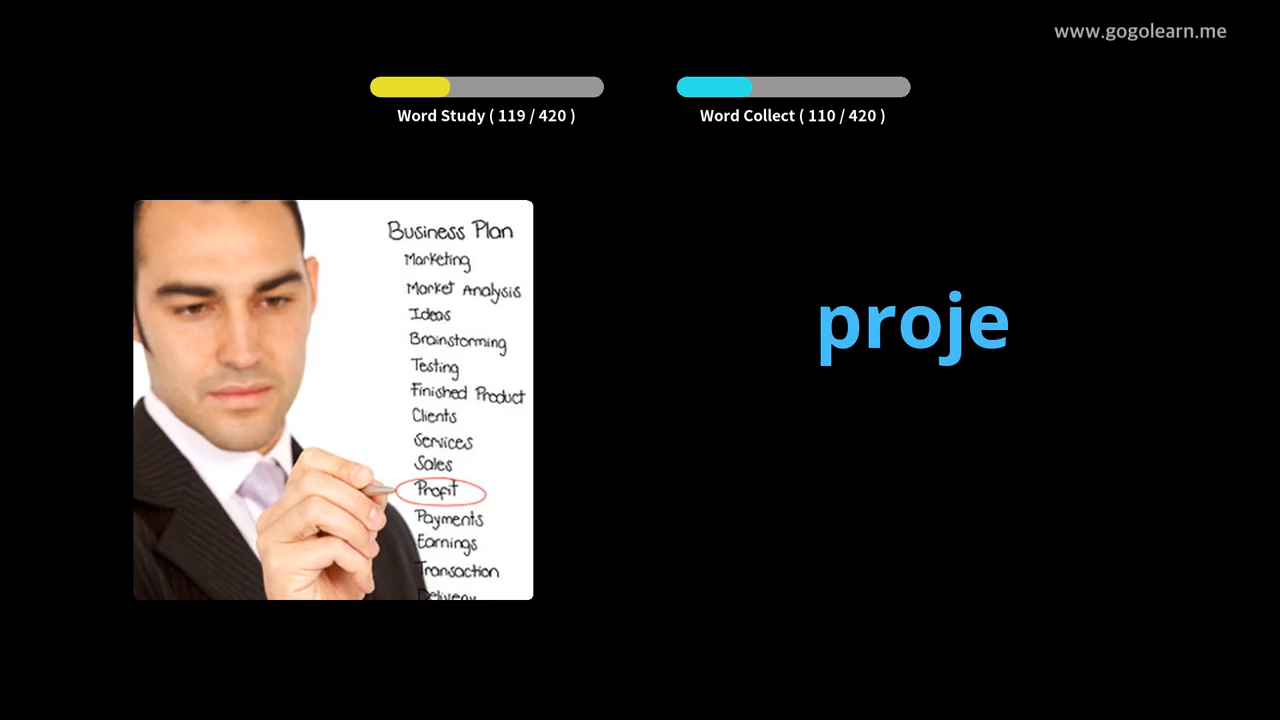 www.gogolearn.me
Word Study ( 119 / 420 )
Word Collect ( 110 / 420 )
Business Plan
Marketing
Market Analysis
Ideas
Brainstorming
Testing
Finished Product
Clients
Services
Sales
Profit
Payments
Earnings
Transaction
Delivery
proje